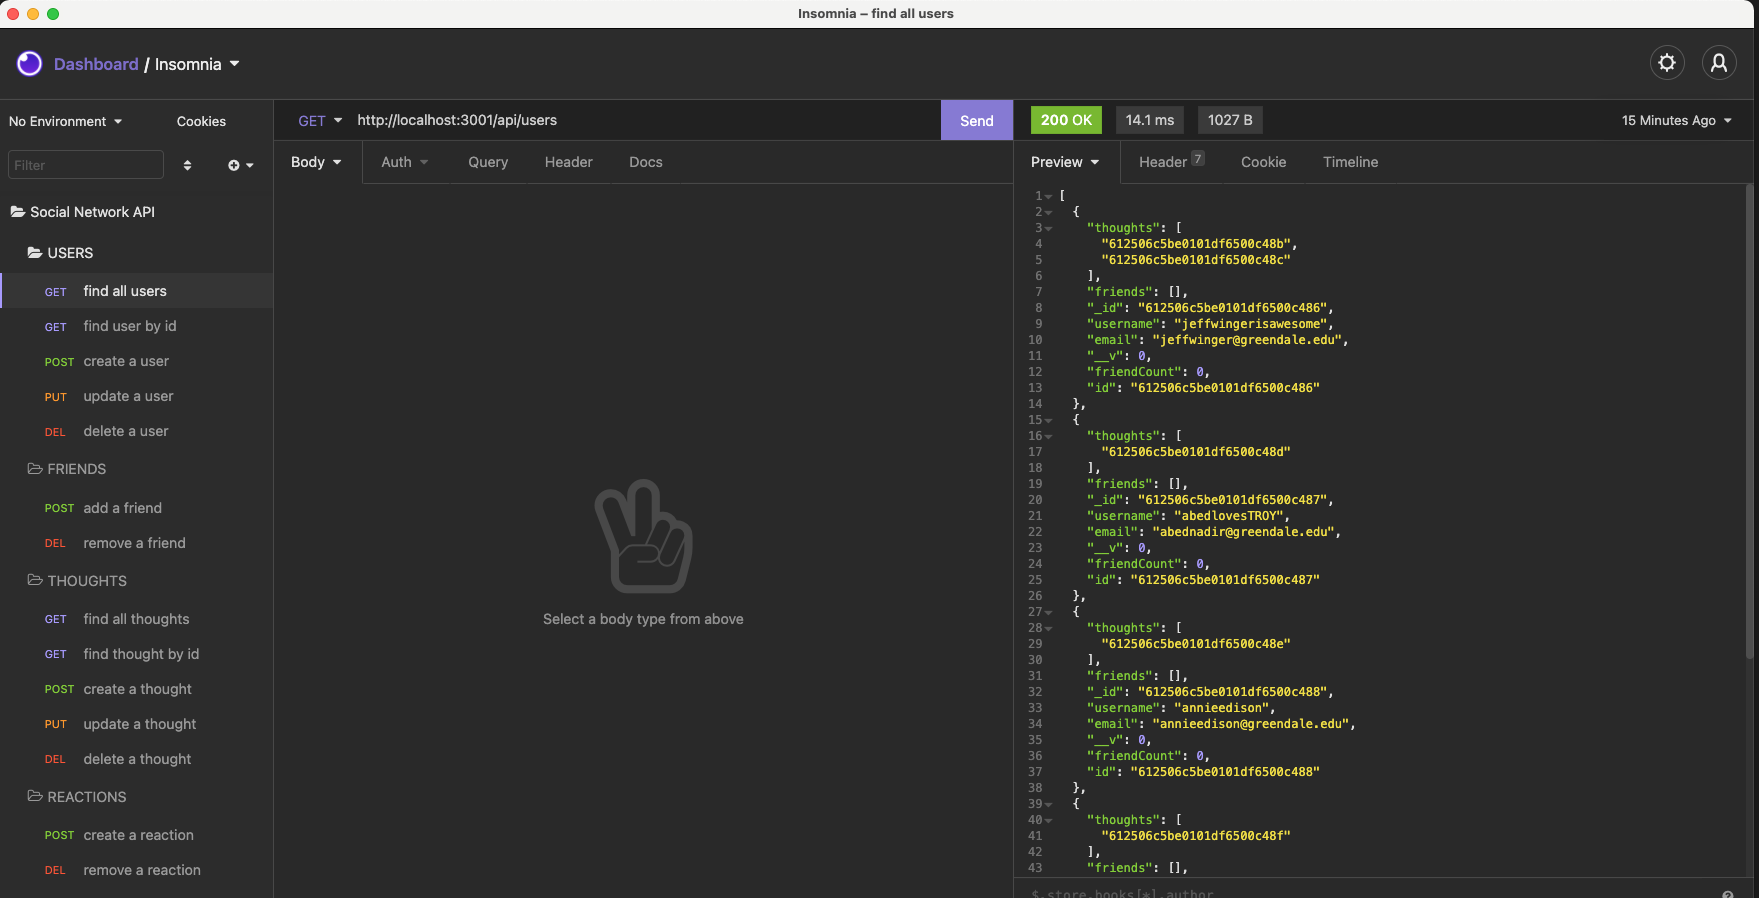 Insomnia – find all users
Dashboard / Insomnia
No Environment
Cookies
Filter
Social Network API
USERS
GET find all users
GET find user by id
POST create a user
PUT update a user
DEL delete a user
FRIENDS
POST add a friend
DEL remove a friend
THOUGHTS
GET find all thoughts
GET find thought by id
POST create a thought
PUT update a thought
DEL delete a thought
REACTIONS
POST create a reaction
DEL remove a reaction
GET http://localhost:3001/api/users Send
Body Auth Query Header Docs
Select a body type from above
200 OK 14.1 ms 1027 B 15 Minutes Ago
Preview Header 7 Cookie Timeline
1 [
2 {
3 "thoughts": [
4 "612506c5be0101df6500c48b",
5 "612506c5be0101df6500c48c"
6 ],
7 "friends": [],
8 "_id": "612506c5be0101df6500c486",
9 "username": "jeffwingerisawesome",
10 "email": "jeffwinger@greendale.edu",
11 "__v": 0,
12 "friendCount": 0,
13 "id": "612506c5be0101df6500c486"
14 },
15 {
16 "thoughts": [
17 "612506c5be0101df6500c48d"
18 ],
19 "friends": [],
20 "_id": "612506c5be0101df6500c487",
21 "username": "abedlovesTROY",
22 "email": "abednadir@greendale.edu",
23 "__v": 0,
24 "friendCount": 0,
25 "id": "612506c5be0101df6500c487"
26 },
27 {
28 "thoughts": [
29 "612506c5be0101df6500c48e"
30 ],
31 "friends": [],
32 "_id": "612506c5be0101df6500c488",
33 "username": "annieedison",
34 "email": "annieedison@greendale.edu",
35 "__v": 0,
36 "friendCount": 0,
37 "id": "612506c5be0101df6500c488"
38 },
39 {
40 "thoughts": [
41 "612506c5be0101df6500c48f"
42 ],
43 "friends": [],
$.store.books[*].author